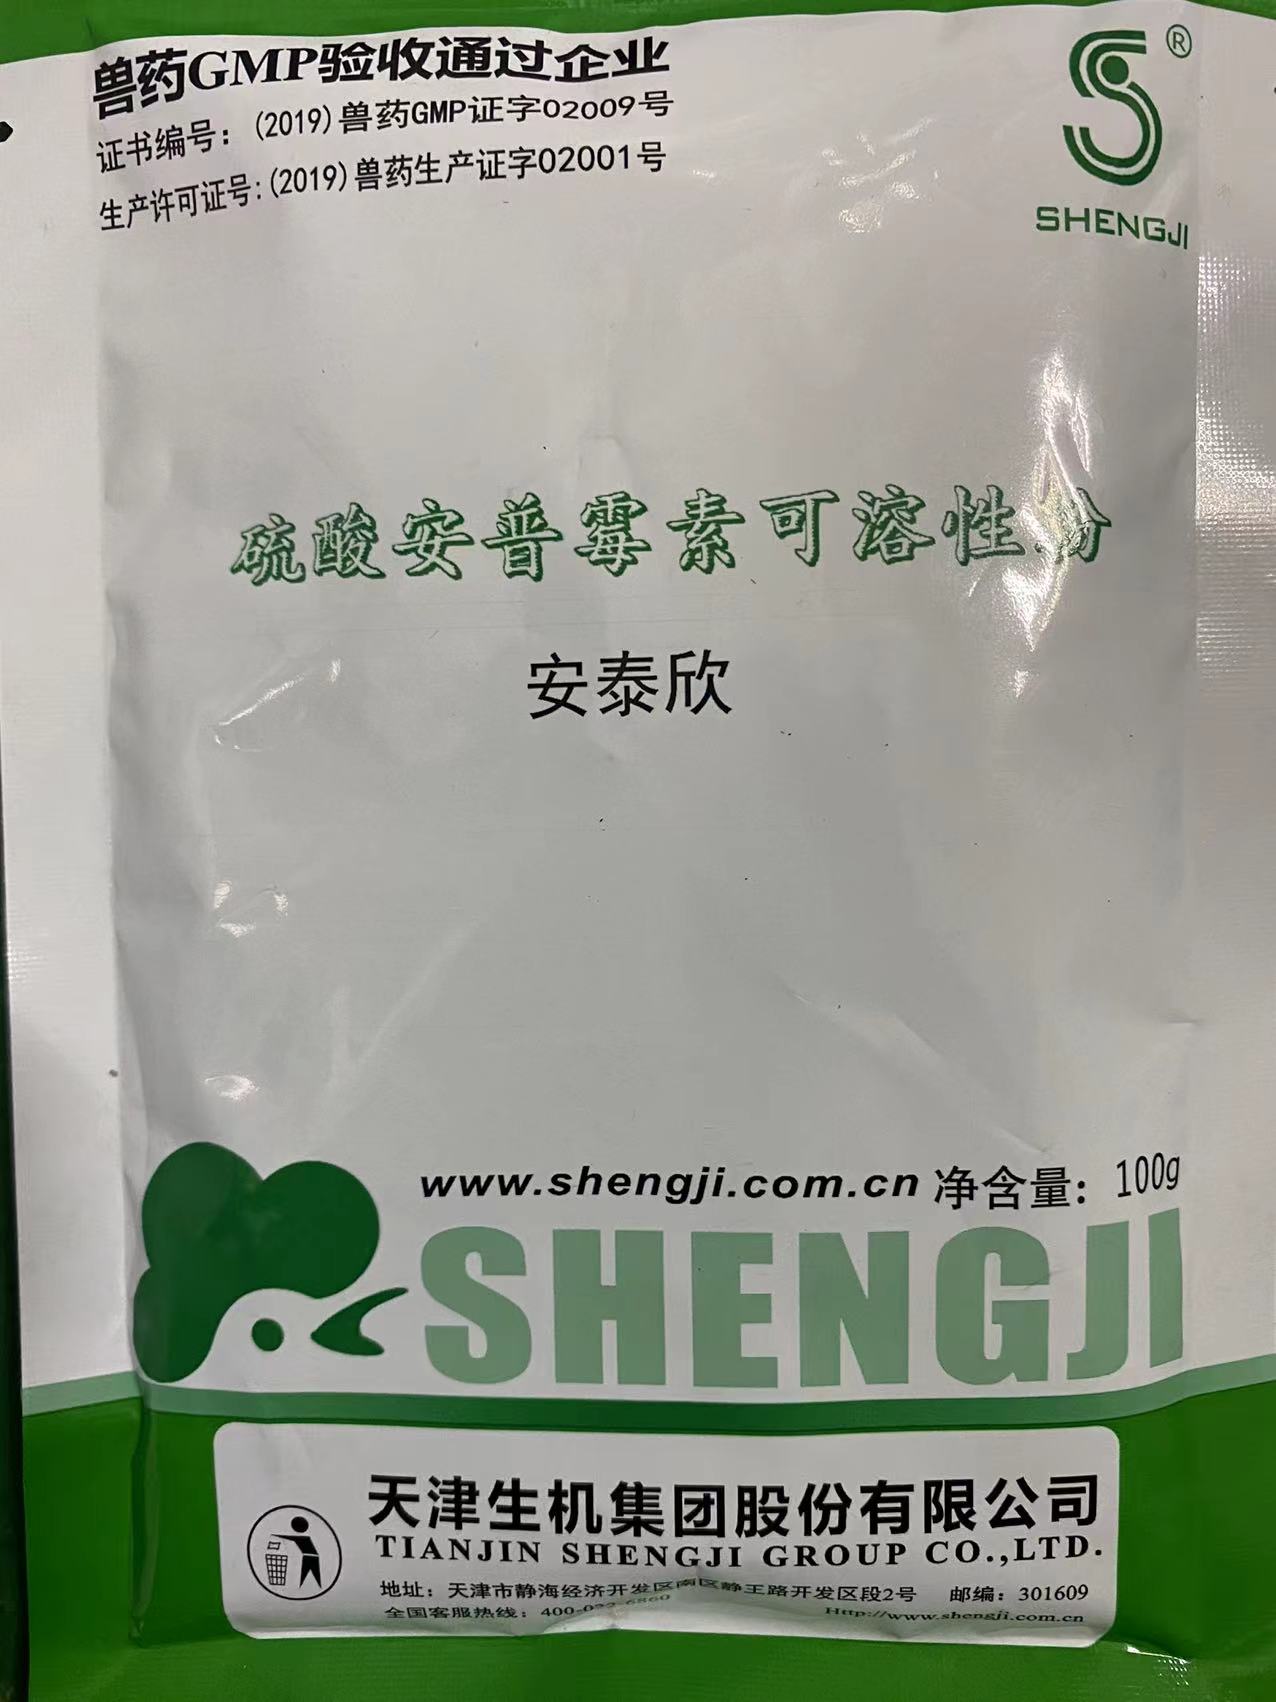 兽药GMP验收通过企业
证书编号：(2019)兽药GMP证字02009号
生产许可证号:(2019)兽药生产证字02001号
®
SHENGJI
硫酸安普霉素可溶性粉
安泰欣
www.shengji.com.cn 净含量: 100g
SHENGJI
天津生机集团股份有限公司
TIANJIN SHENGJI GROUP CO.,LTD.
地址：天津市静海经济开发区南区静王路开发区段2号 邮编：301609
全国客服热线：400-022-6860 Http://www.shengji.com.cn